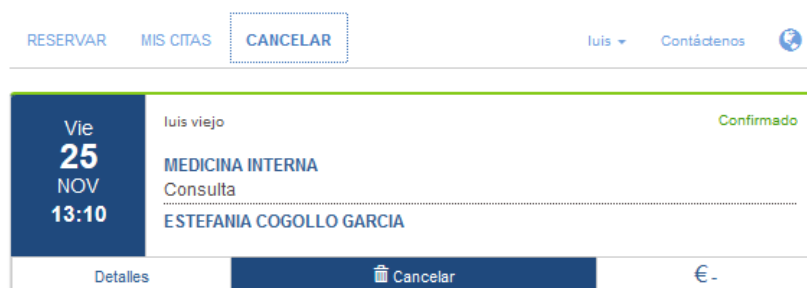 RESERVAR MIS CITAS CANCELAR luis Contáctenos
Vie
25
NOV
13:10
luis viejo Confirmado
MEDICINA INTERNA
Consulta
ESTEFANIA COGOLLO GARCIA
Detalles Cancelar € -